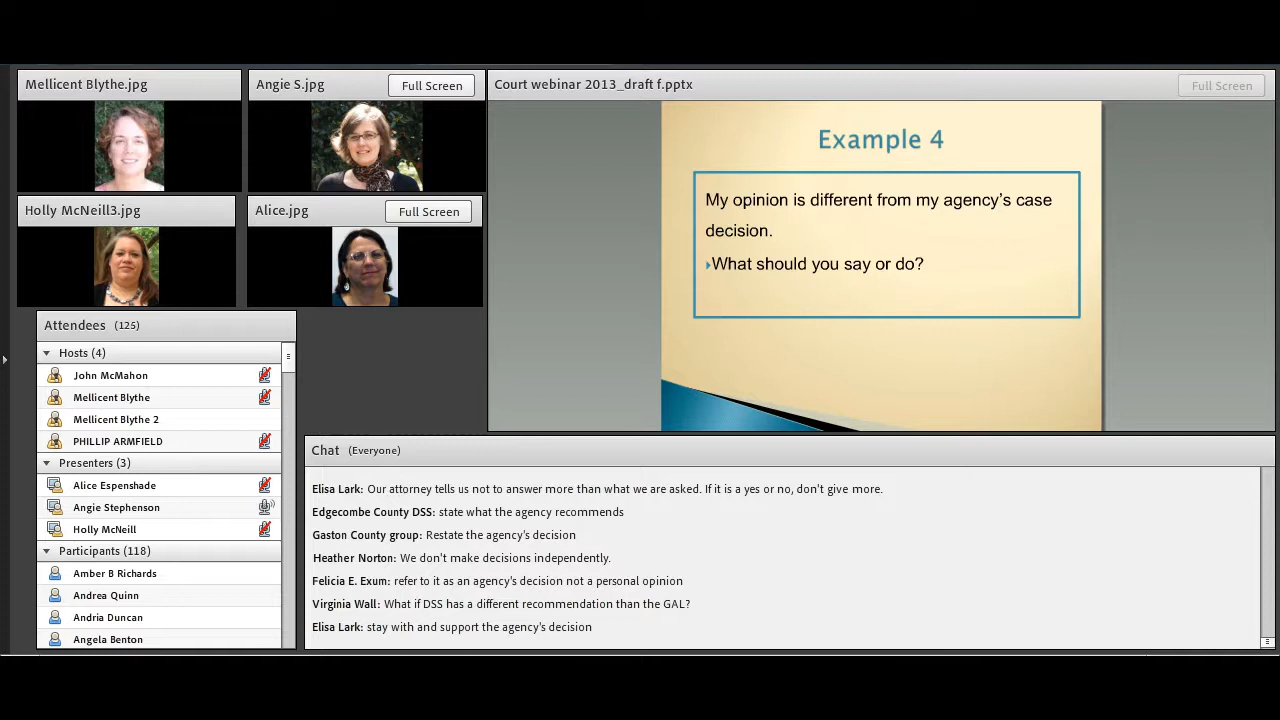 Mellicent Blythe.jpg
Angie S.jpg
Full Screen
Holly McNeill3.jpg
Alice.jpg
Full Screen
Court webinar 2013_draft f.pptx
Full Screen
Example 4
My opinion is different from my agency's case
decision.
What should you say or do?
Attendees (125)
Hosts (4)
John McMahon
Mellicent Blythe
Mellicent Blythe 2
PHILLIP ARMFIELD
Presenters (3)
Alice Espenshade
Angie Stephenson
Holly McNeill
Participants (118)
Amber B Richards
Andrea Quinn
Andria Duncan
Angela Benton
Chat (Everyone)
Elisa Lark: Our attorney tells us not to answer more than what we are asked. If it is a yes or no, don't give more.
Edgecombe County DSS: state what the agency recommends
Gaston County group: Restate the agency's decision
Heather Norton: We don't make decisions independently.
Felicia E. Exum: refer to it as an agency's decision not a personal opinion
Virginia Wall: What if DSS has a different recommendation than the GAL?
Elisa Lark: stay with and support the agency's decision